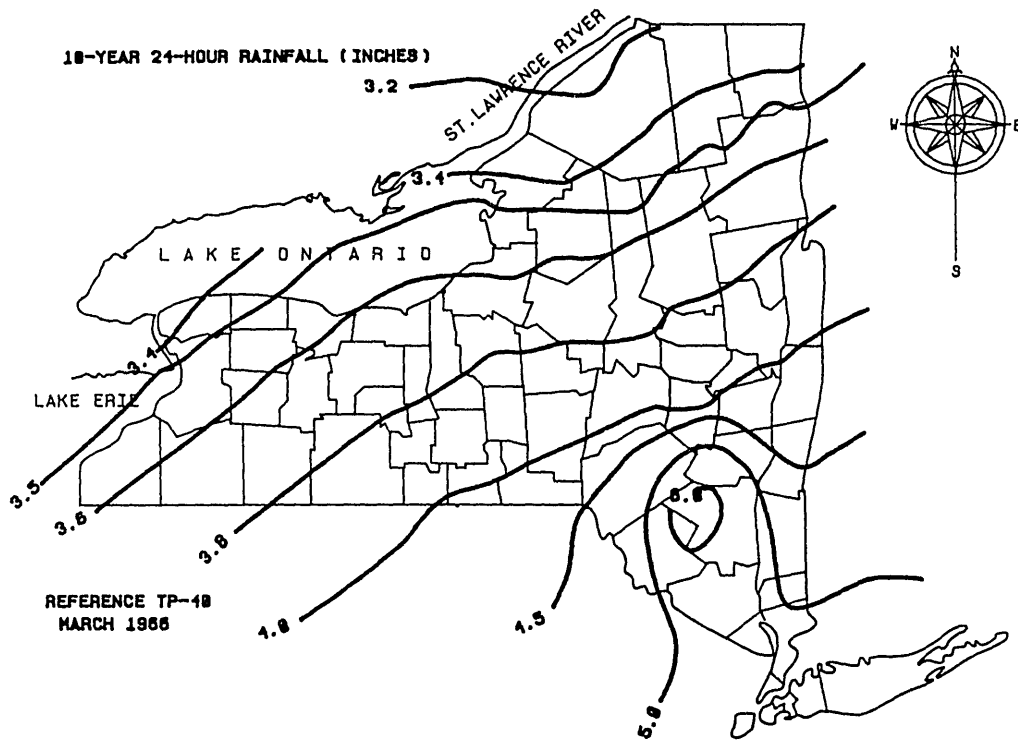 10-YEAR 24-HOUR RAINFALL (INCHES)
3.2
ST. LAWRENCE RIVER
N
W
E
S
3.4
LAKE ONTARIO
3.4
LAKE ERIE
3.5
3.6
3.8
4.0
4.5
5.0
6.0
REFERENCE TP-40
MARCH 1966